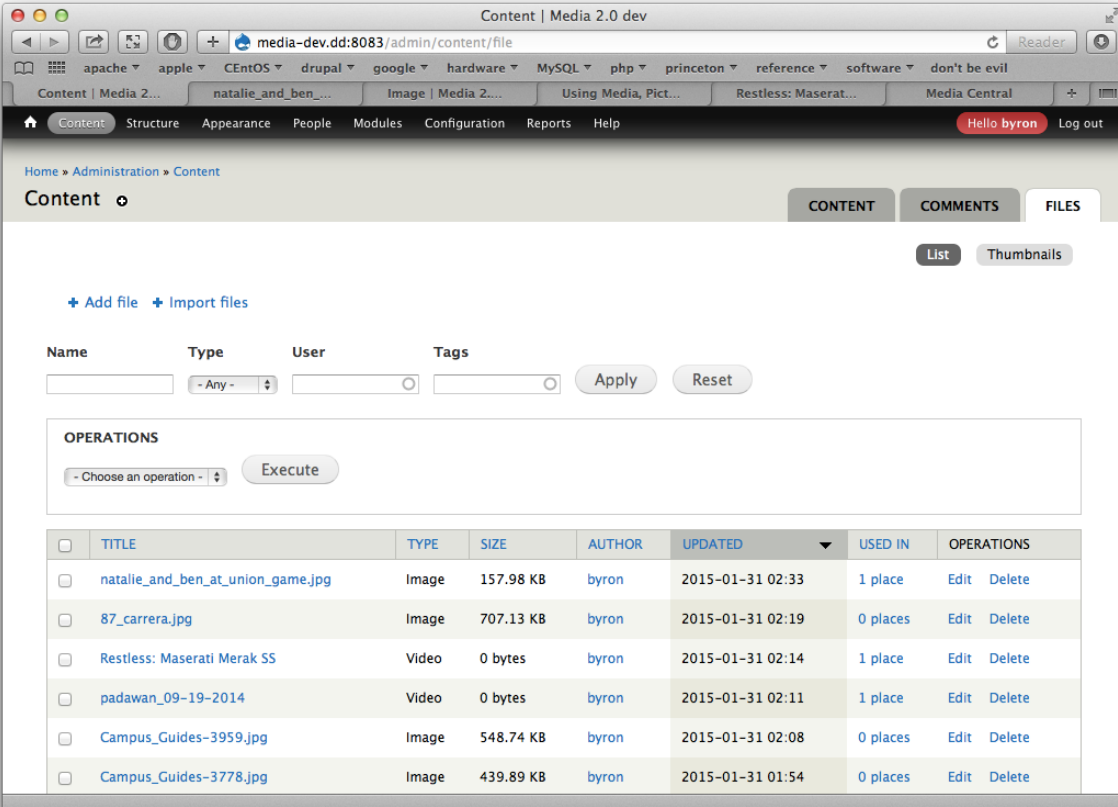 Content | Media 2.0 dev
media-dev.dd:8083/admin/content/file Reader
apache apple CEntOS drupal google hardware MySQL php princeton reference software don't be evil
Content | Media 2... natalie_and_ben_... Image | Media 2.... Using Media, Pict... Restless: Maserat... Media Central +
Content Structure Appearance People Modules Configuration Reports Help Hello byron Log out
Home » Administration » Content
Content
CONTENT COMMENTS FILES
List Thumbnails
+ Add file + Import files
Name Type User Tags
- Any - Apply Reset
OPERATIONS
- Choose an operation - Execute
TITLE TYPE SIZE AUTHOR UPDATED USED IN OPERATIONS
natalie_and_ben_at_union_game.jpg Image 157.98 KB byron 2015-01-31 02:33 1 place Edit Delete
87_carrera.jpg Image 707.13 KB byron 2015-01-31 02:19 0 places Edit Delete
Restless: Maserati Merak SS Video 0 bytes byron 2015-01-31 02:14 1 place Edit Delete
padawan_09-19-2014 Video 0 bytes byron 2015-01-31 02:11 1 place Edit Delete
Campus_Guides-3959.jpg Image 548.74 KB byron 2015-01-31 02:08 0 places Edit Delete
Campus_Guides-3778.jpg Image 439.89 KB byron 2015-01-31 01:54 0 places Edit Delete